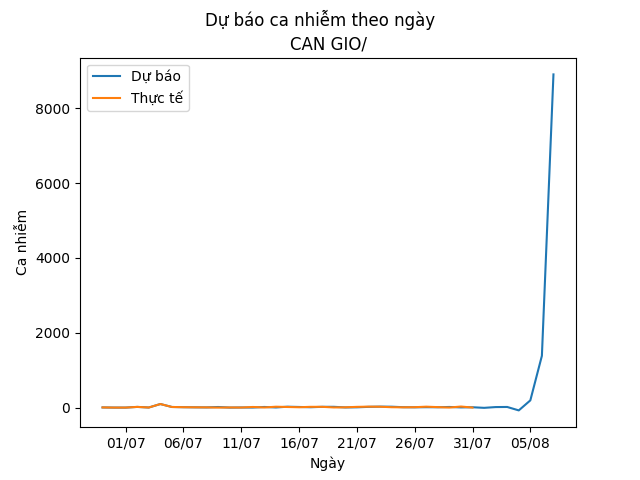 Dự báo ca nhiễm theo ngày
CAN GIO/
Dự báo
Thực tế
Ca nhiễm
8000
6000
4000
2000
0
01/07 06/07 11/07 16/07 21/07 26/07 31/07 05/08
Ngày